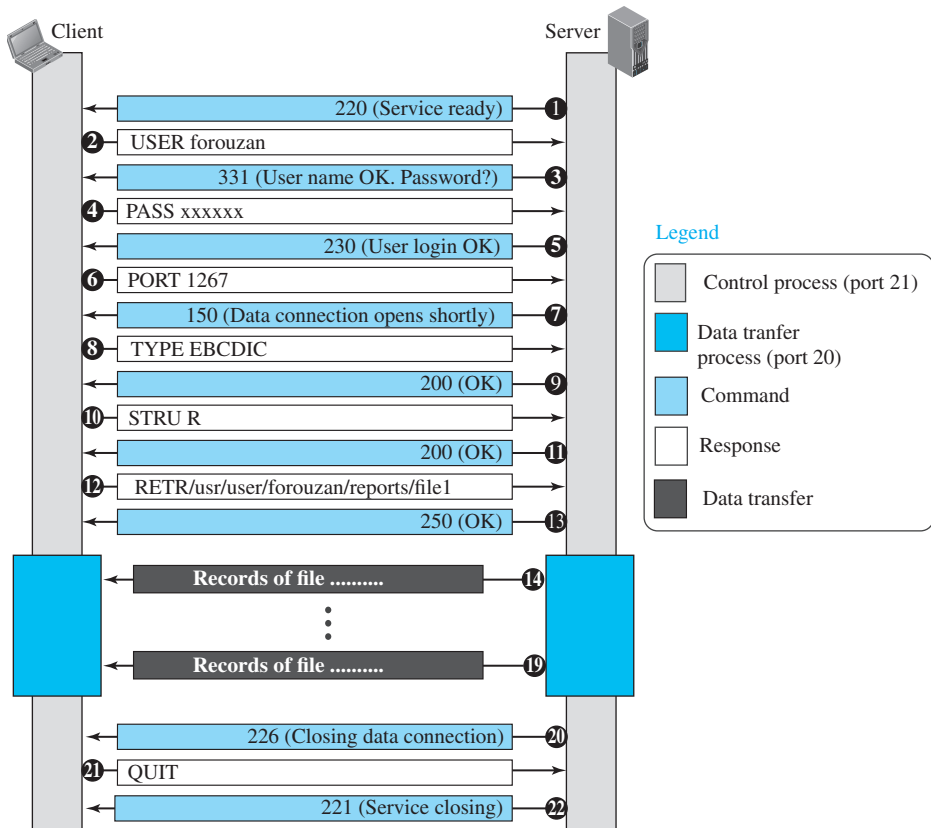 Client
Server
220 (Service ready)
1
2
USER forouzan
331 (User name OK. Password?)
3
4
PASS xxxxxx
230 (User login OK)
5
6
PORT 1267
150 (Data connection opens shortly)
7
8
TYPE EBCDIC
200 (OK)
9
10
STRU R
200 (OK)
11
12
RETR/usr/user/forouzan/reports/file1
250 (OK)
13
Records of file ..........
14
Records of file ..........
19
226 (Closing data connection)
20
21
QUIT
221 (Service closing)
22
Legend
Control process (port 21)
Data tranfer
process (port 20)
Command
Response
Data transfer